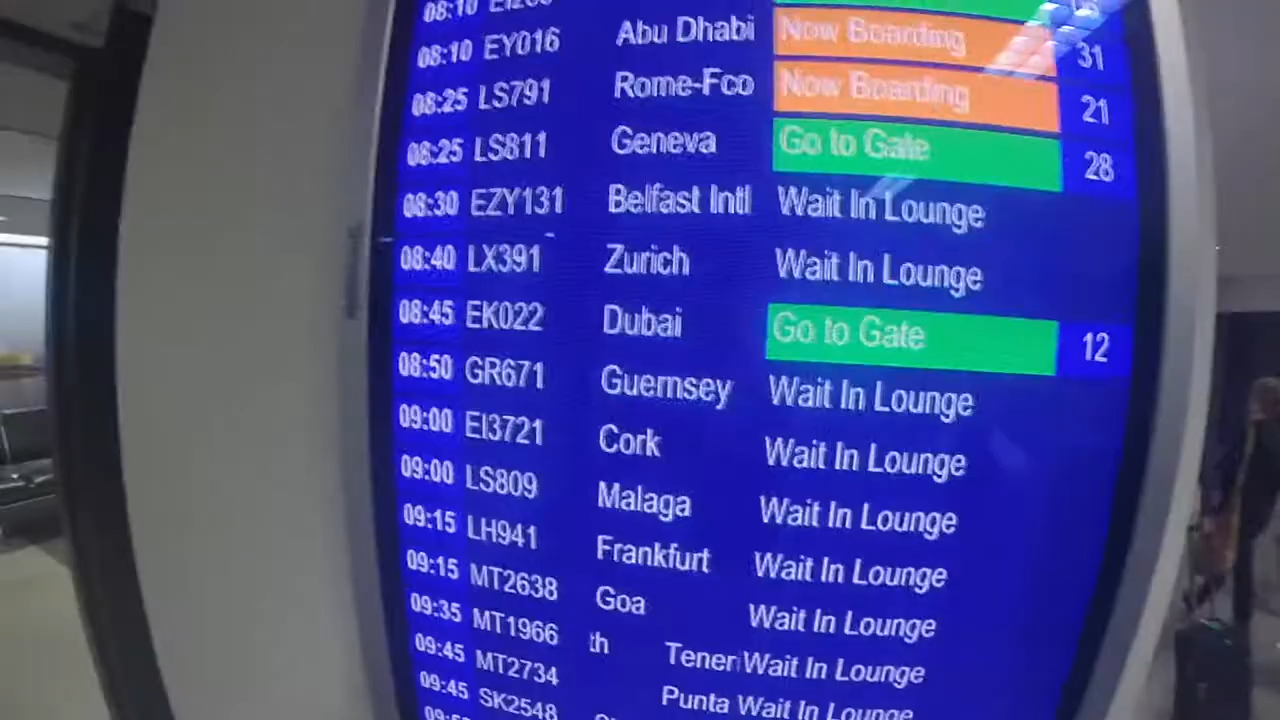 08:10 16
08:10 EY016 Abu Dhabi Now Boarding 31
08:25 LS791 Rome-Fco Now Boarding 21
08:25 LS811 Geneva Go to Gate 28
08:30 EZY131 Belfast Intl Wait In Lounge
08:40 LX391 Zurich Wait In Lounge
08:45 EK022 Dubai Go to Gate 12
08:50 GR671 Guernsey Wait In Lounge
09:00 EI3721 Cork Wait In Lounge
09:00 LS809 Malaga Wait In Lounge
09:15 LH941 Frankfurt Wait In Lounge
09:15 MT2638 Goa Wait In Lounge
09:35 MT1966 th Tener Wait In Lounge
09:45 MT2734 Punta Wait In Lounge
09:45 SK2548